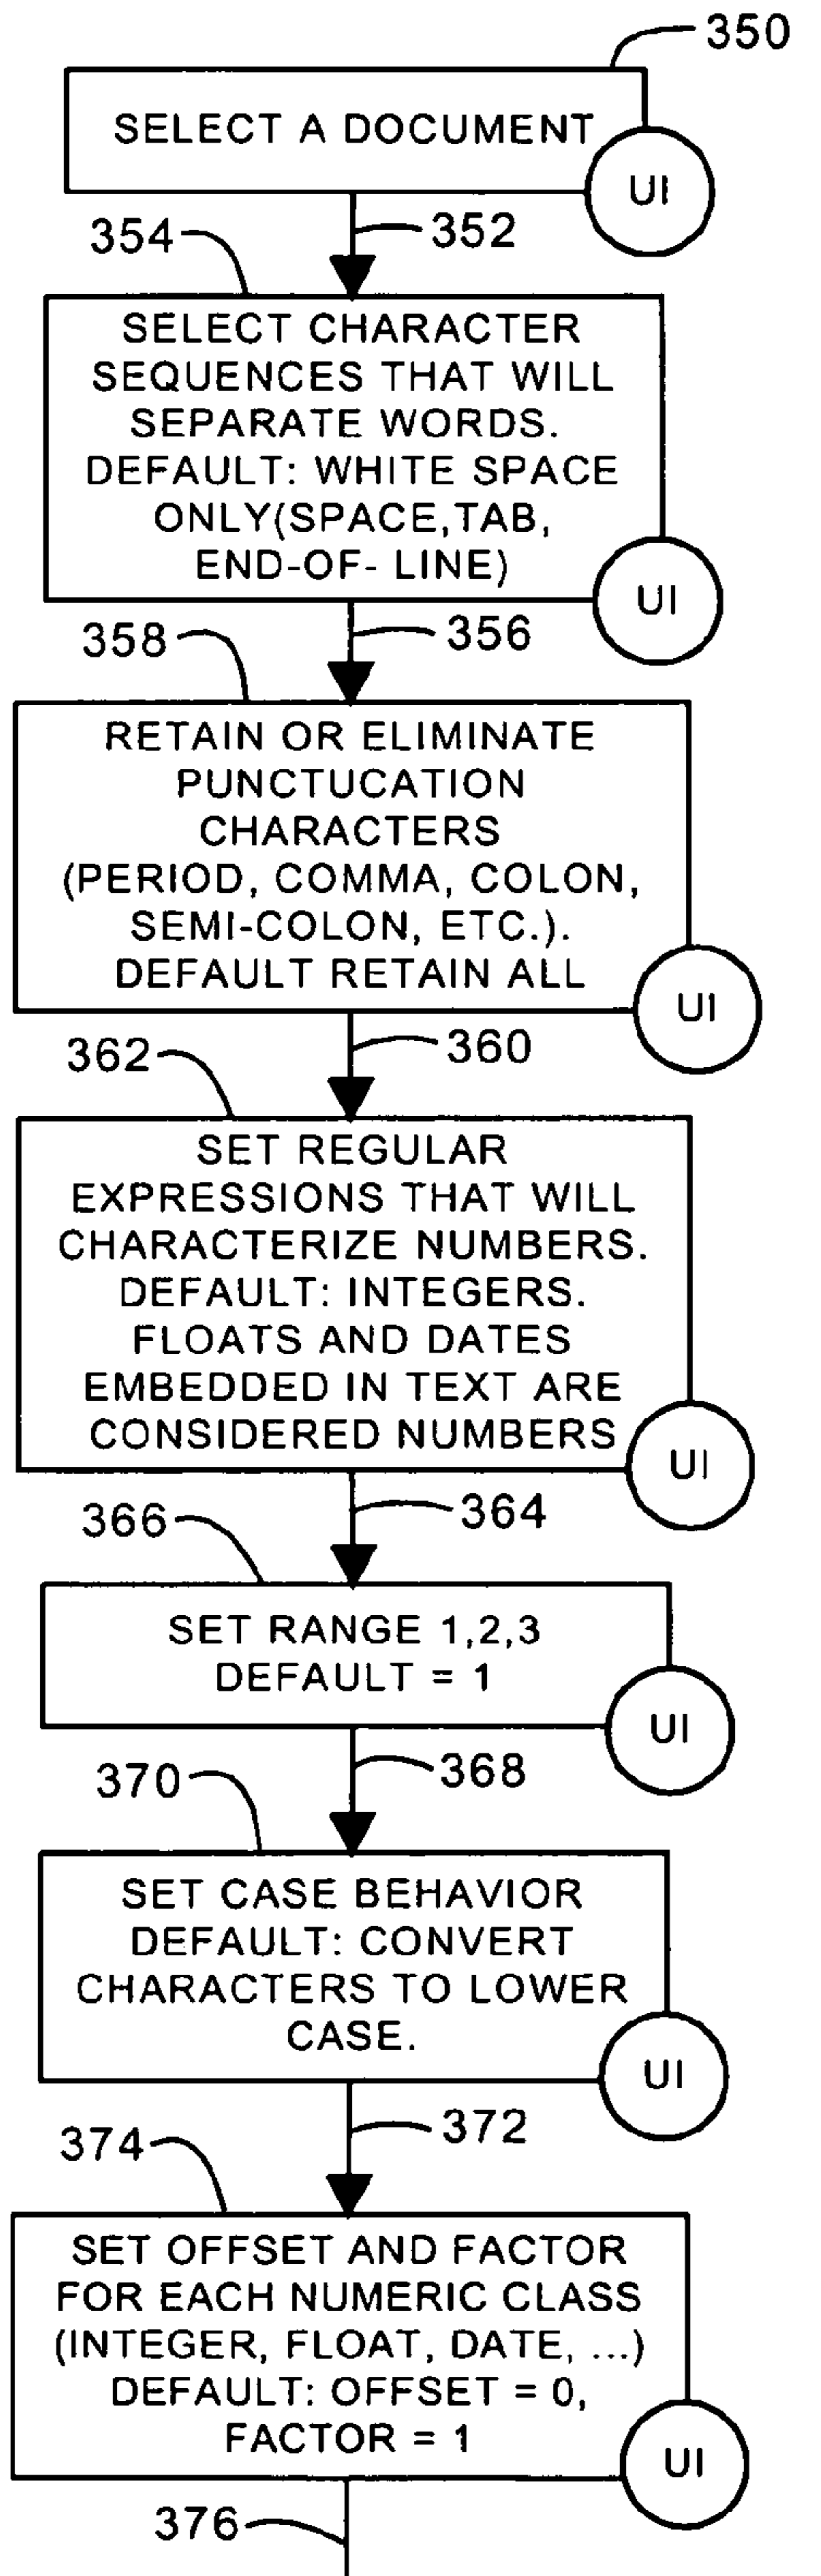 350
SELECT A DOCUMENT
UI
354
352
SELECT CHARACTER
SEQUENCES THAT WILL
SEPARATE WORDS.
DEFAULT: WHITE SPACE
ONLY(SPACE,TAB,
END-OF- LINE)
UI
358
356
RETAIN OR ELIMINATE
PUNCTUCATION
CHARACTERS
(PERIOD, COMMA, COLON,
SEMI-COLON, ETC.).
DEFAULT RETAIN ALL
UI
362
360
SET REGULAR
EXPRESSIONS THAT WILL
CHARACTERIZE NUMBERS.
DEFAULT: INTEGERS.
FLOATS AND DATES
EMBEDDED IN TEXT ARE
CONSIDERED NUMBERS
UI
366
364
SET RANGE 1,2,3
DEFAULT = 1
UI
370
368
SET CASE BEHAVIOR
DEFAULT: CONVERT
CHARACTERS TO LOWER
CASE.
UI
374
372
SET OFFSET AND FACTOR
FOR EACH NUMERIC CLASS
(INTEGER, FLOAT, DATE, ...)
DEFAULT: OFFSET = 0,
FACTOR = 1
UI
376